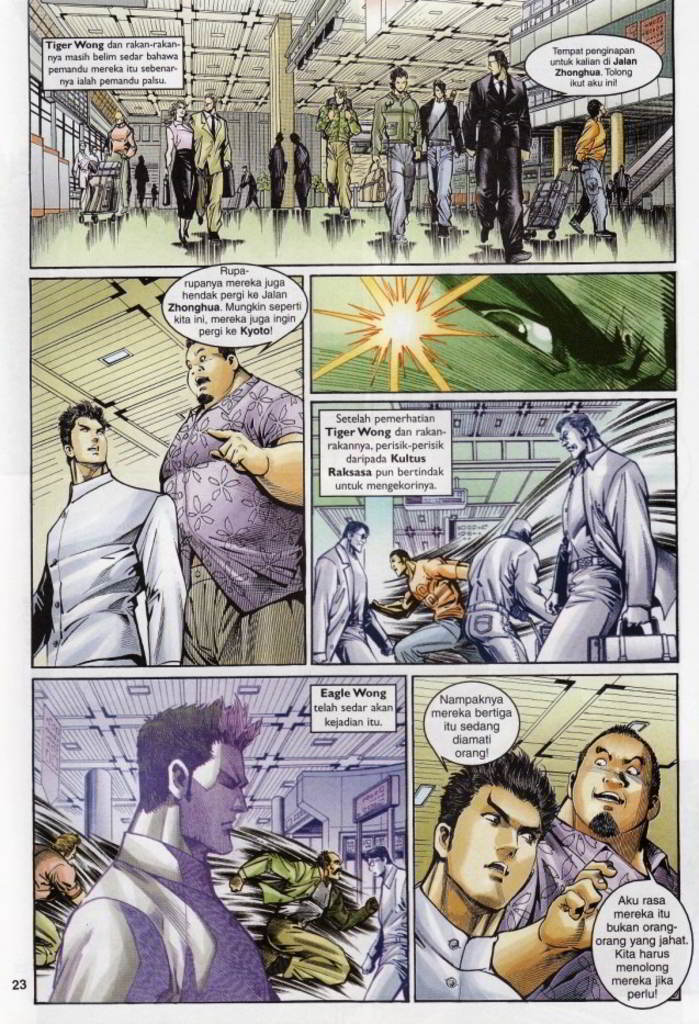 Tiger Wong dan rakan-rakan-
nya masih belim sedar bahawa
pemandu mereka itu sebenar-
nya ialah pemandu palsu.
Tempat penginapan
untuk kalian di Jalan
Zhonghua. Tolong
ikut aku ini!
Rupa-
rupanya mereka juga
hendak pergi ke Jalan
Zhonghua. Mungkin seperti
kita ini, mereka juga ingin
pergi ke Kyoto!
Setelah pemerhatian
Tiger Wong dan rakan-
rakannya, perisik-perisik
daripada Kultus
Raksasa pun bertindak
untuk mengekorinya.
Eagle Wong
telah sedar akan
kejadian itu.
Nampaknya
mereka bertiga
itu sedang
diamati
orang!
Aku rasa
mereka itu
bukan orang-
orang yang jahat.
Kita harus
menolong
mereka jika
perlu!
23